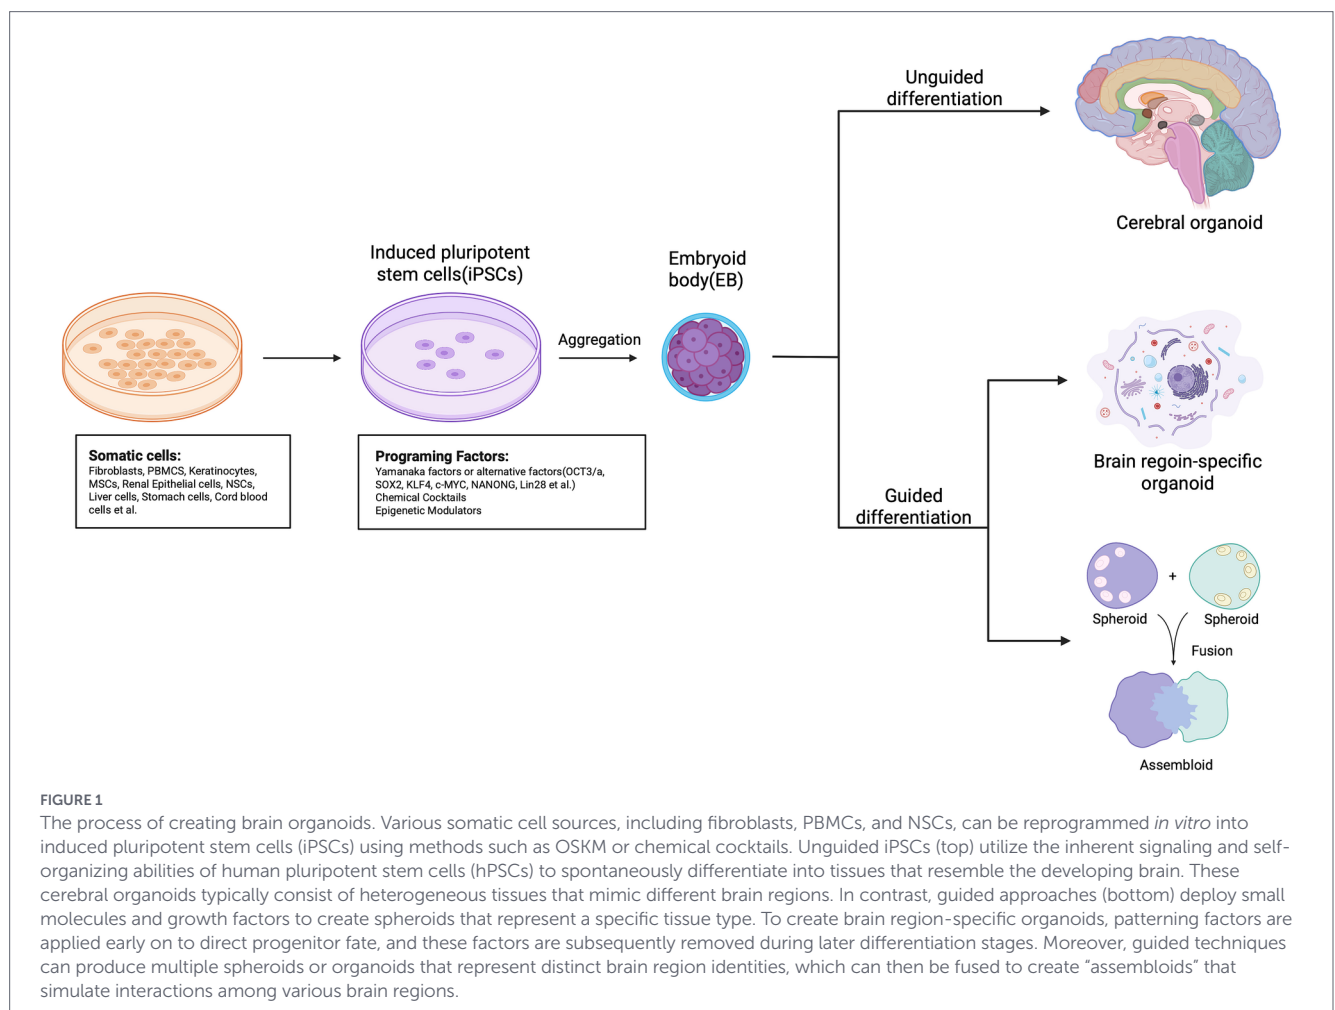 Unguided
differentiation
Cerebral organoid
Induced pluripotent
stem cells(iPSCs)
Embryoid
body(EB)
Aggregation
Somatic cells:
Fibroblasts, PBMCS, Keratinocytes,
MSCs, Renal Epithelial cells, NSCs,
Liver cells, Stomach cells, Cord blood
cells et al.
Programing Factors:
Yamanaka factors or alternative factors(OCT3/a,
SOX2, KLF4, c-MYC, NANONG, Lin28 et al.)
Chemical Cocktails
Epigenetic Modulators
Brain regoin-specific
organoid
Guided
differentiation
+
Spheroid
Spheroid
Fusion
Assembloid
FIGURE 1
The process of creating brain organoids. Various somatic cell sources, including fibroblasts, PBMCs, and NSCs, can be reprogrammed in vitro into
induced pluripotent stem cells (iPSCs) using methods such as OSKM or chemical cocktails. Unguided iPSCs (top) utilize the inherent signaling and self-
organizing abilities of human pluripotent stem cells (hPSCs) to spontaneously differentiate into tissues that resemble the developing brain. These
cerebral organoids typically consist of heterogeneous tissues that mimic different brain regions. In contrast, guided approaches (bottom) deploy small
molecules and growth factors to create spheroids that represent a specific tissue type. To create brain region-specific organoids, patterning factors are
applied early on to direct progenitor fate, and these factors are subsequently removed during later differentiation stages. Moreover, guided techniques
can produce multiple spheroids or organoids that represent distinct brain region identities, which can then be fused to create “assembloids” that
simulate interactions among various brain regions.